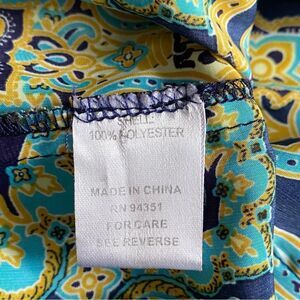 SHELL:
100% POLYESTER
MADE IN CHINA
RN 94351
FOR CARE
SEE REVERSE